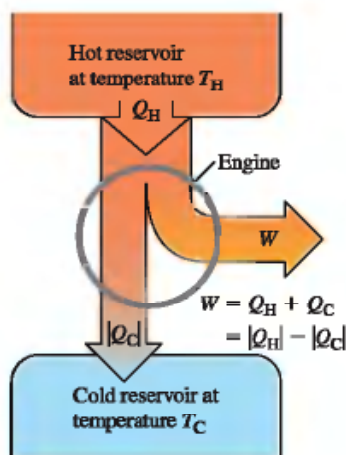 Hot reservoir
at temperature T_H
Q_H
Engine
W
W = Q_H + Q_C
= |Q_H| − |Q_C|
|Q_C|
Cold reservoir at
temperature T_C